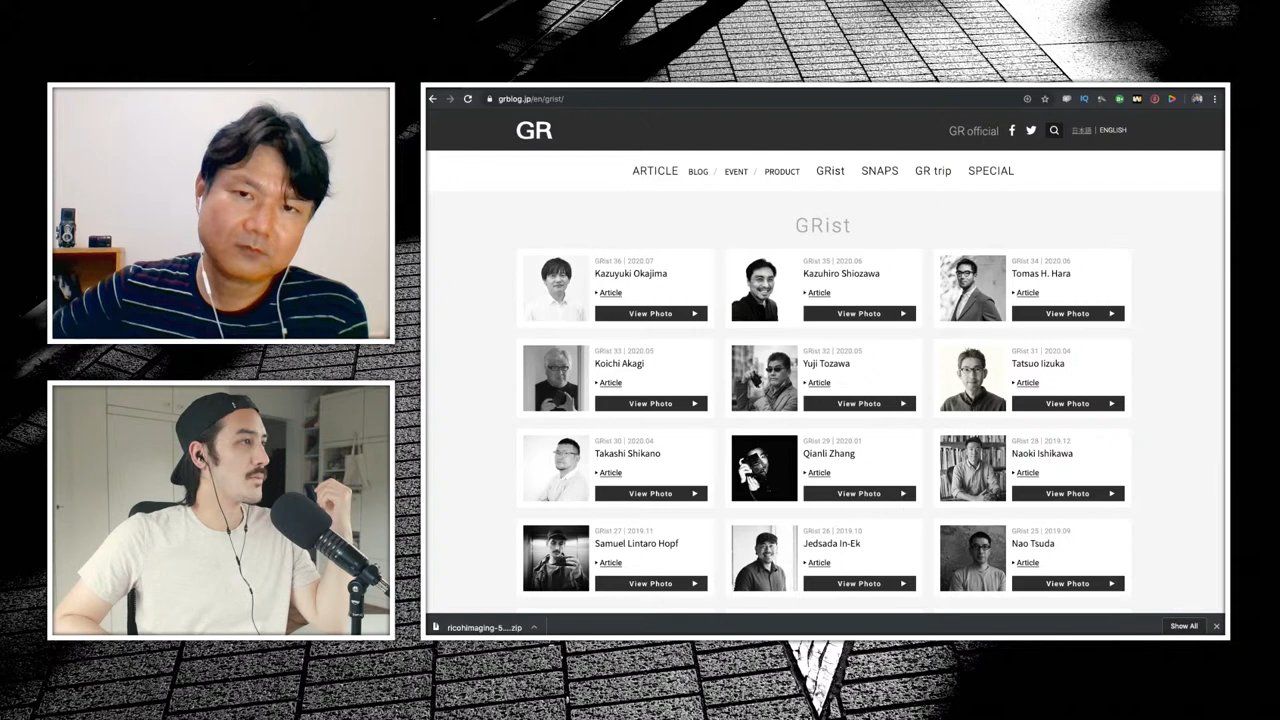 grblog.jp/en/grist/
GR
GR official
日本語 | ENGLISH
ARTICLE BLOG / EVENT / PRODUCT GRist SNAPS GR trip SPECIAL
GRist
GRist 36 | 2020.07
Kazuyuki Okajima
Article
View Photo
GRist 35 | 2020.06
Kazuhiro Shiozawa
Article
View Photo
GRist 34 | 2020.06
Tomas H. Hara
Article
View Photo
GRist 33 | 2020.05
Koichi Akagi
Article
View Photo
GRist 32 | 2020.05
Yuji Tozawa
Article
View Photo
GRist 31 | 2020.04
Tatsuo Iizuka
Article
View Photo
GRist 30 | 2020.04
Takashi Shikano
Article
View Photo
GRist 29 | 2020.01
Qianli Zhang
Article
View Photo
GRist 28 | 2019.12
Naoki Ishikawa
Article
View Photo
GRist 27 | 2019.11
Samuel Lintaro Hopf
Article
View Photo
GRist 26 | 2019.10
Jedsada In-Ek
Article
View Photo
GRist 25 | 2019.09
Nao Tsuda
Article
View Photo
ricohimaging-5....zip
Show All